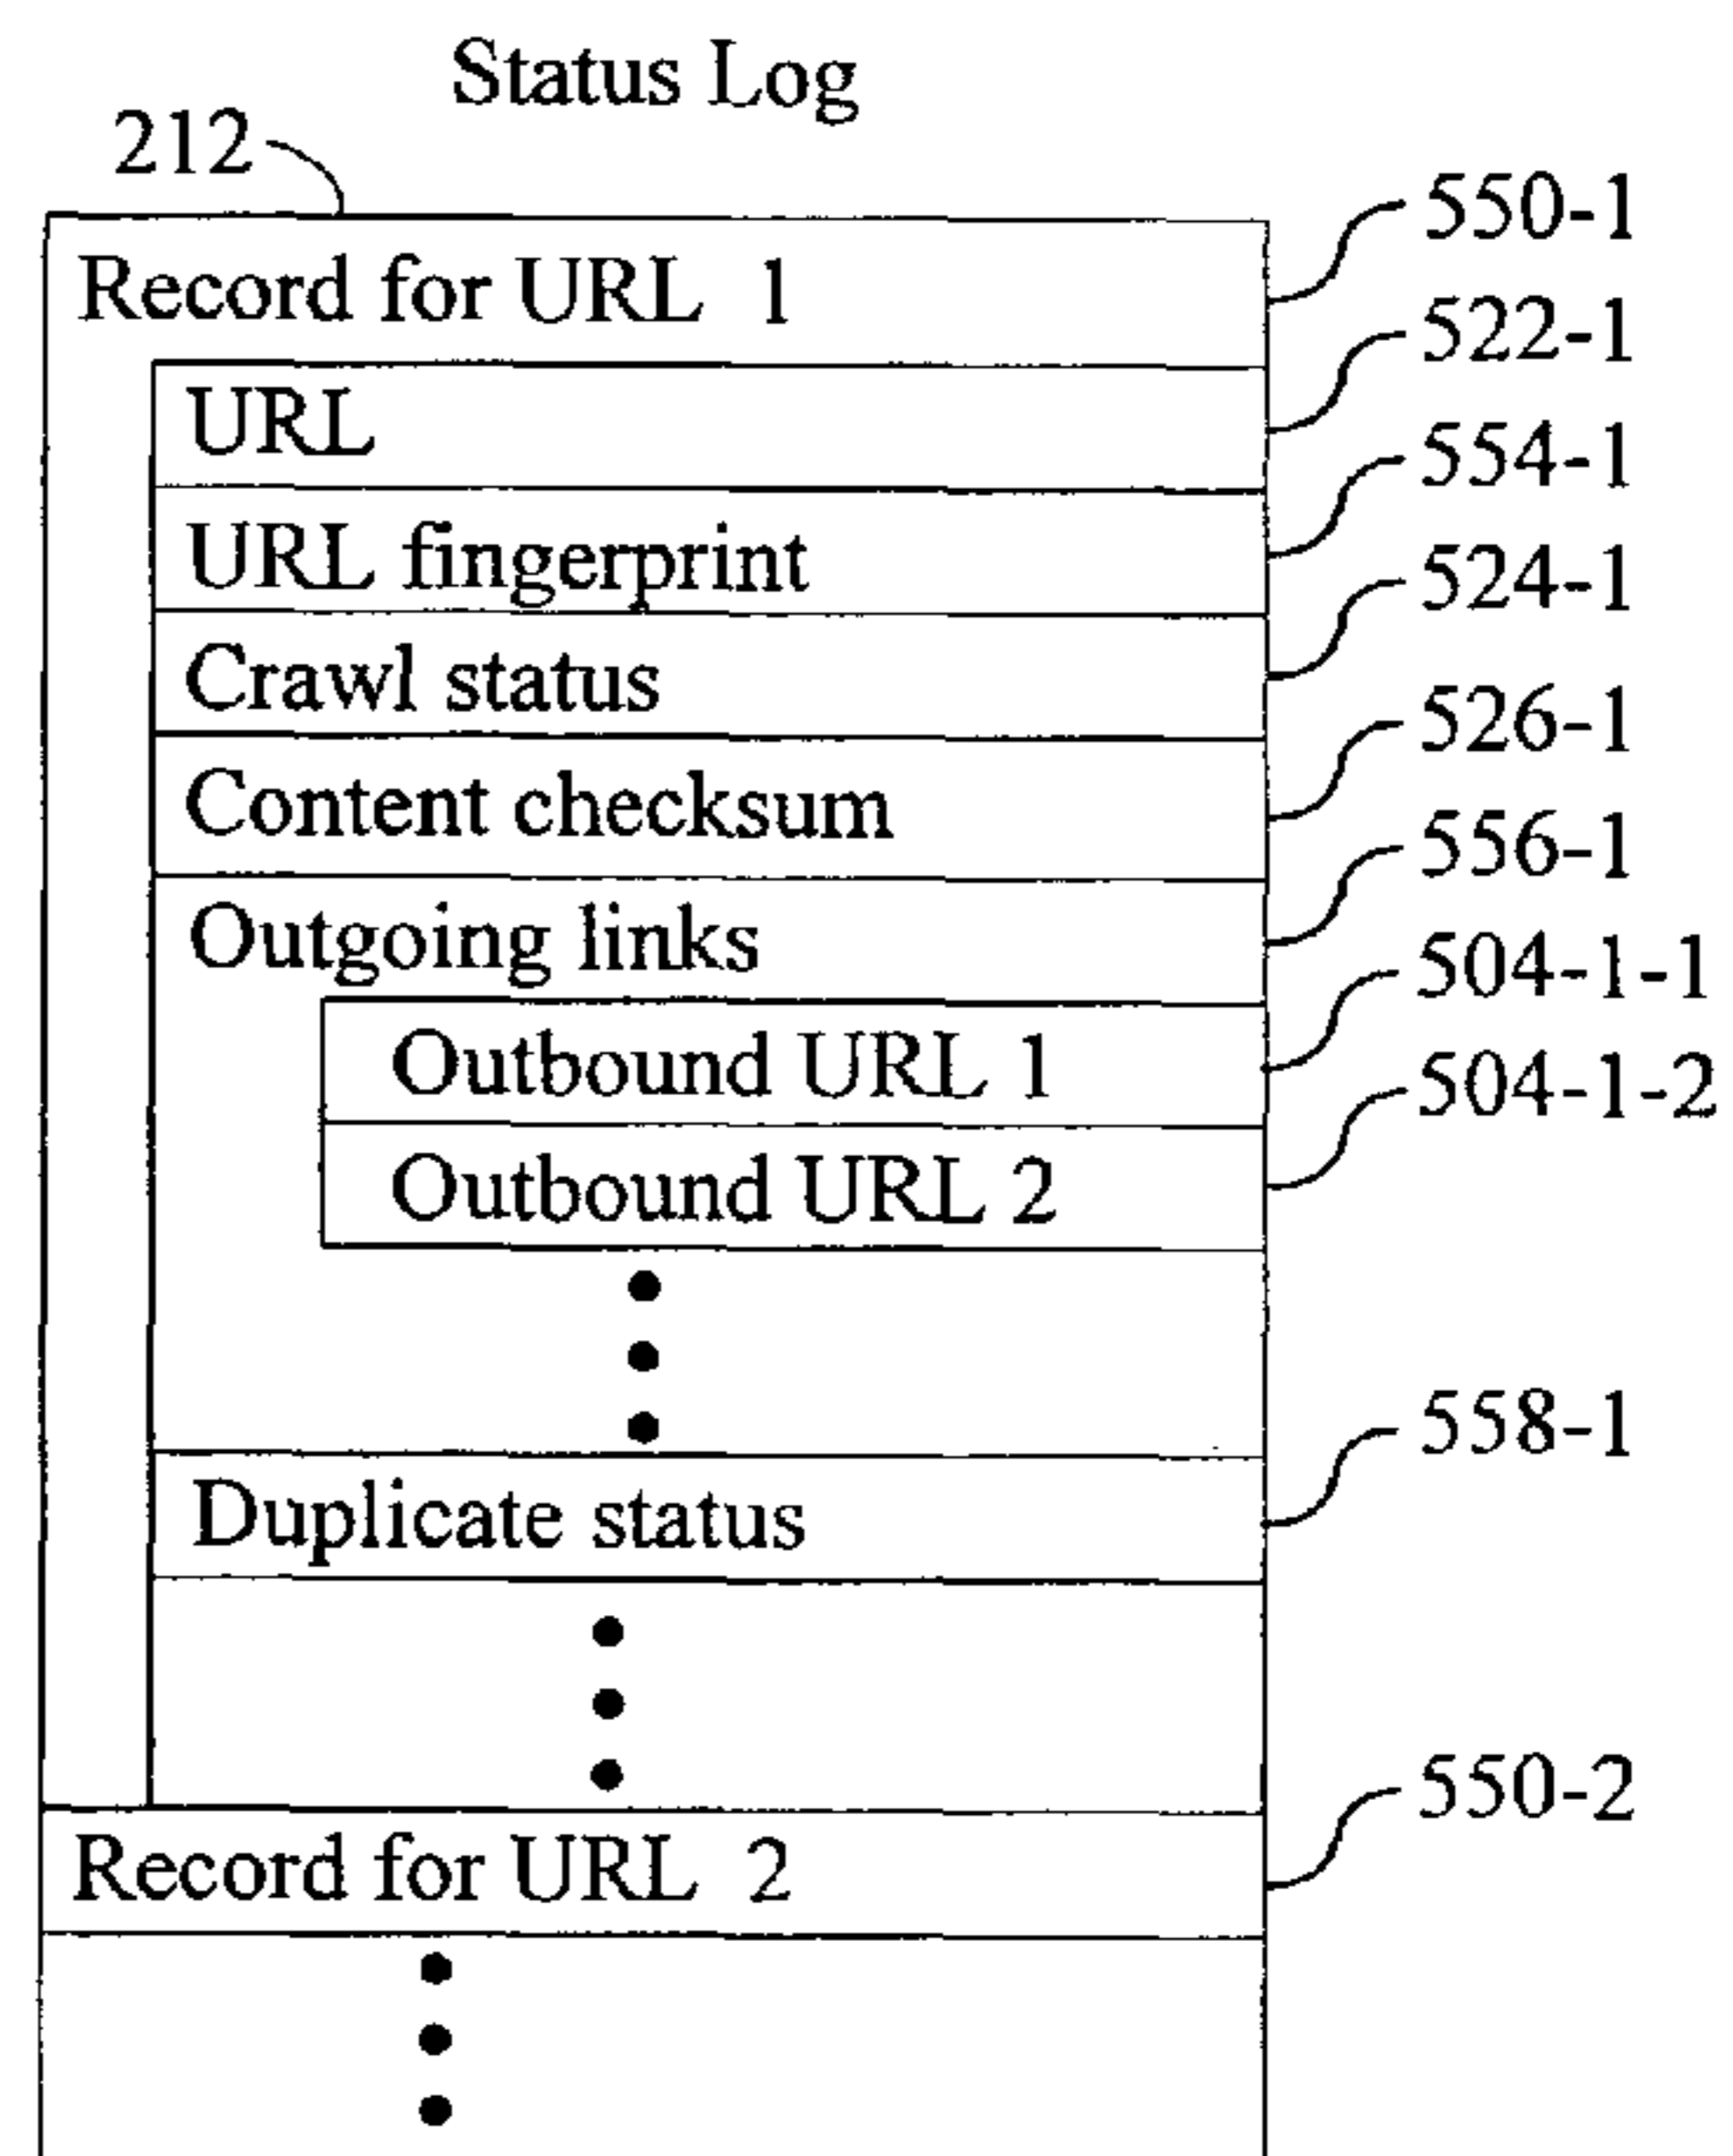 Status Log
212
Record for URL 1
550-1
URL
522-1
URL fingerprint
554-1
Crawl status
524-1
Content checksum
526-1
Outgoing links
556-1
Outbound URL 1
504-1-1
Outbound URL 2
504-1-2
Duplicate status
558-1
Record for URL 2
550-2